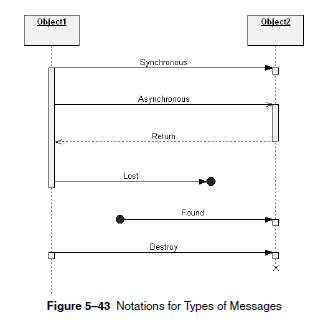 Object1 Object2
Synchronous
Asynchronous
Return
Lost
Found
Destroy
Figure 5–43 Notations for Types of Messages